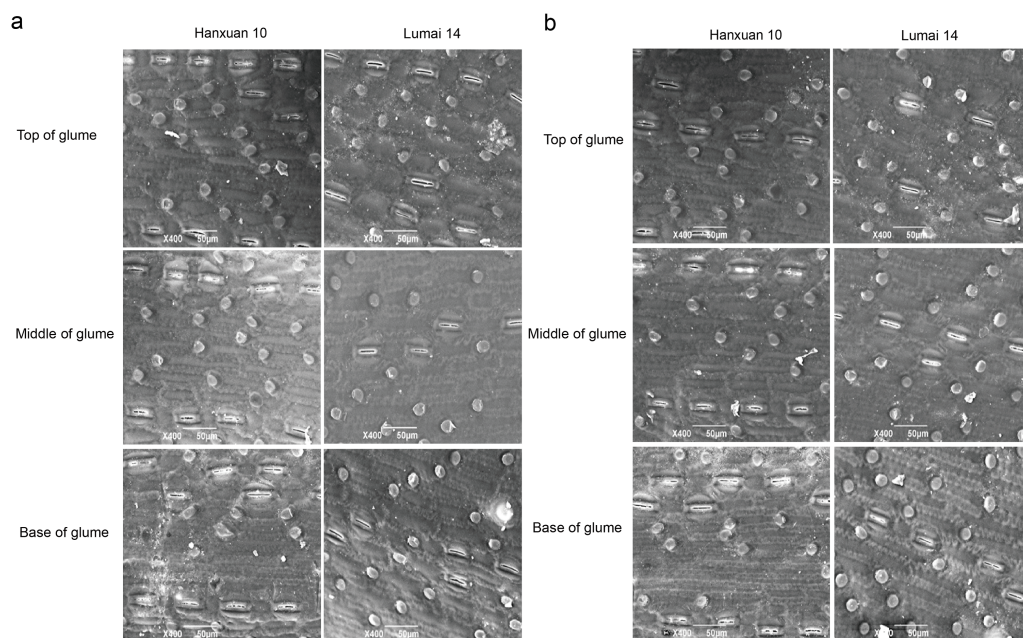 a
Hanxuan 10 Lumai 14
Top of glume
X400 50µm X400 50µm
Middle of glume
X400 50µm X400 50µm
Base of glume
X400 50µm X400 50µm
b
Hanxuan 10 Lumai 14
Top of glume
X400 50µm X400 50µm
Middle of glume
X400 50µm X400 50µm
Base of glume
X400 50µm X400 50µm